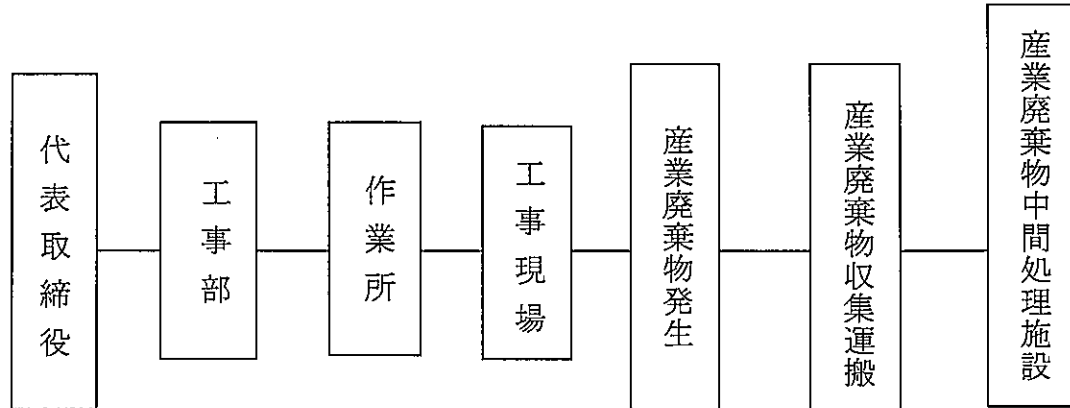 代表取締役
工事部
作業所
工事現場
産業廃棄物発生
産業廃棄物収集運搬
産業廃棄物中間処理施設